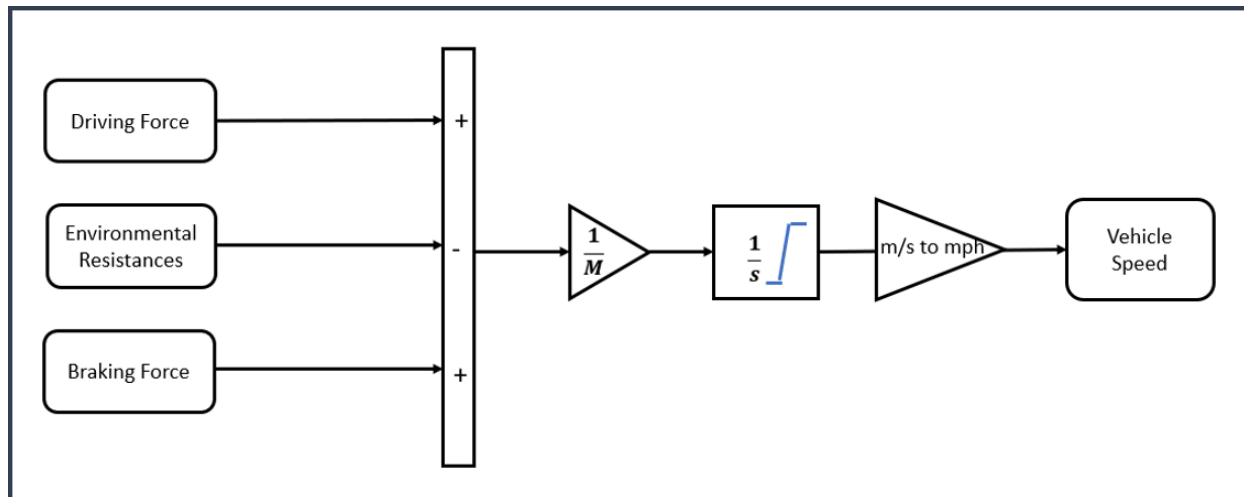 Driving Force
+
Environmental
Resistances
-
Braking Force
+
1
M
1
s
m/s to mph
Vehicle
Speed